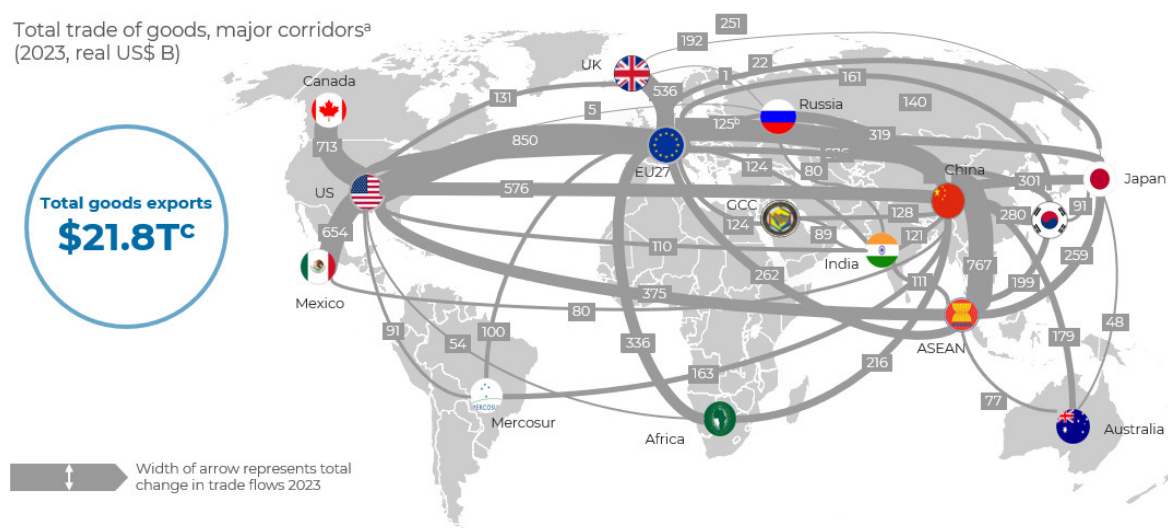 Total trade of goods, major corridorsᵃ
(2023, real US$ B)
251
192
UK
22
Canada
131
536
1
161
5
Russia
140
713
850
125ᵇ
319
EU27
124
80
China
US
576
301
Japan
Total goods exports
$21.8Tᶜ
GCC
128
280
91
124
654
110
89
121
India
Mexico
262
111
767
259
375
199
80
91
100
ASEAN
54
336
179
48
216
163
77
Mercosur
MERCOSUR
Africa
Australia
Width of arrow represents total
change in trade flows 2023